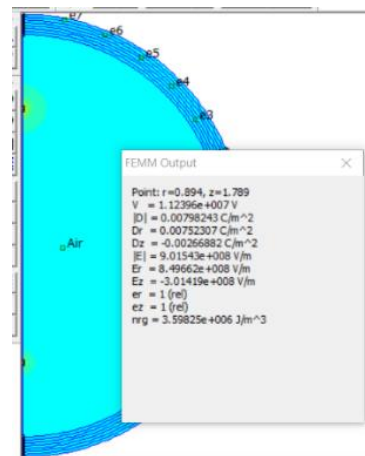 e7
e6
e5
e4
e3
Air
FEMM Output
Point: r=0.894, z=1.789
V = 1.12396e+007 V
|D| = 0.00798243 C/m^2
Dr = 0.00752307 C/m^2
Dz = -0.00266882 C/m^2
|E| = 9.01543e+008 V/m
Er = 8.49662e+008 V/m
Ez = -3.01419e+008 V/m
er = 1 (rel)
ez = 1 (rel)
nrg = 3.59825e+006 J/m^3